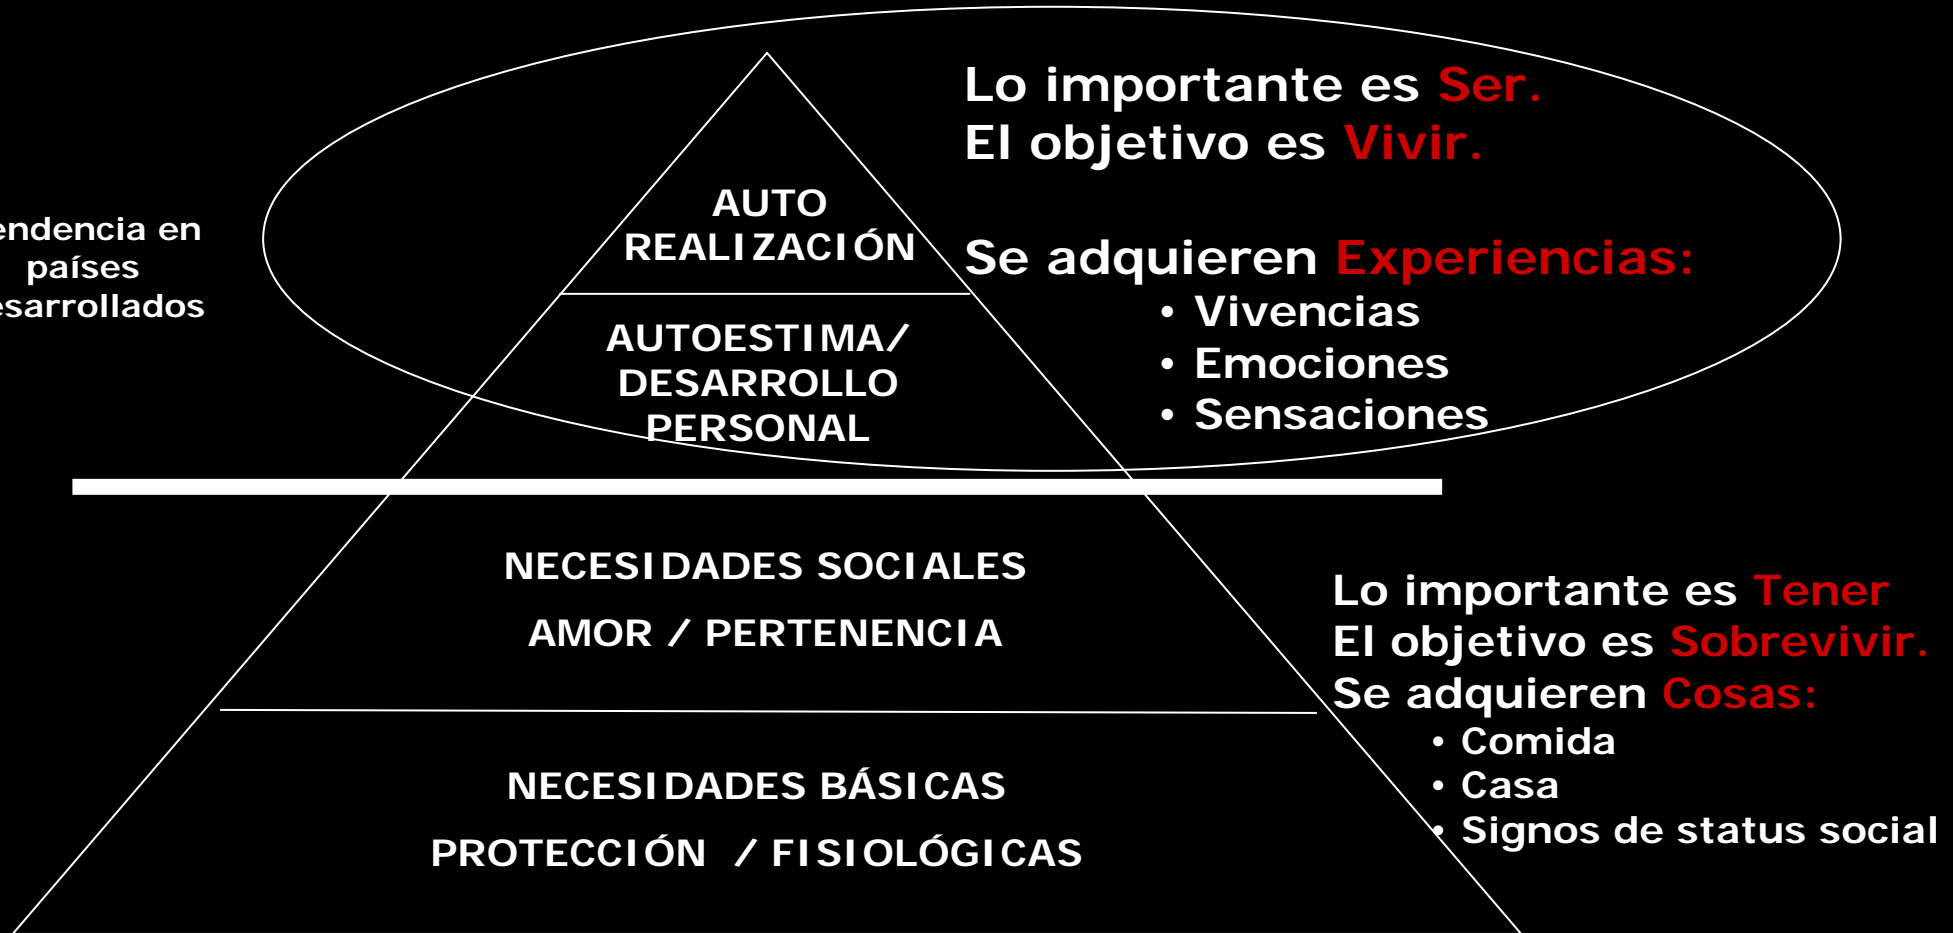 Lo importante es Ser.
El objetivo es Vivir.
AUTO
REALIZACIÓN
Se adquieren Experiencias:
• Vivencias
• Emociones
• Sensaciones
endencia en
países
esarrollados
AUTOESTIMA/
DESARROLLO
PERSONAL
NECESIDADES SOCIALES
AMOR / PERTENENCIA
Lo importante es Tener
El objetivo es Sobrevivir.
Se adquieren Cosas:
• Comida
• Casa
• Signos de status social
NECESIDADES BÁSICAS
PROTECCIÓN / FISIOLÓGICAS